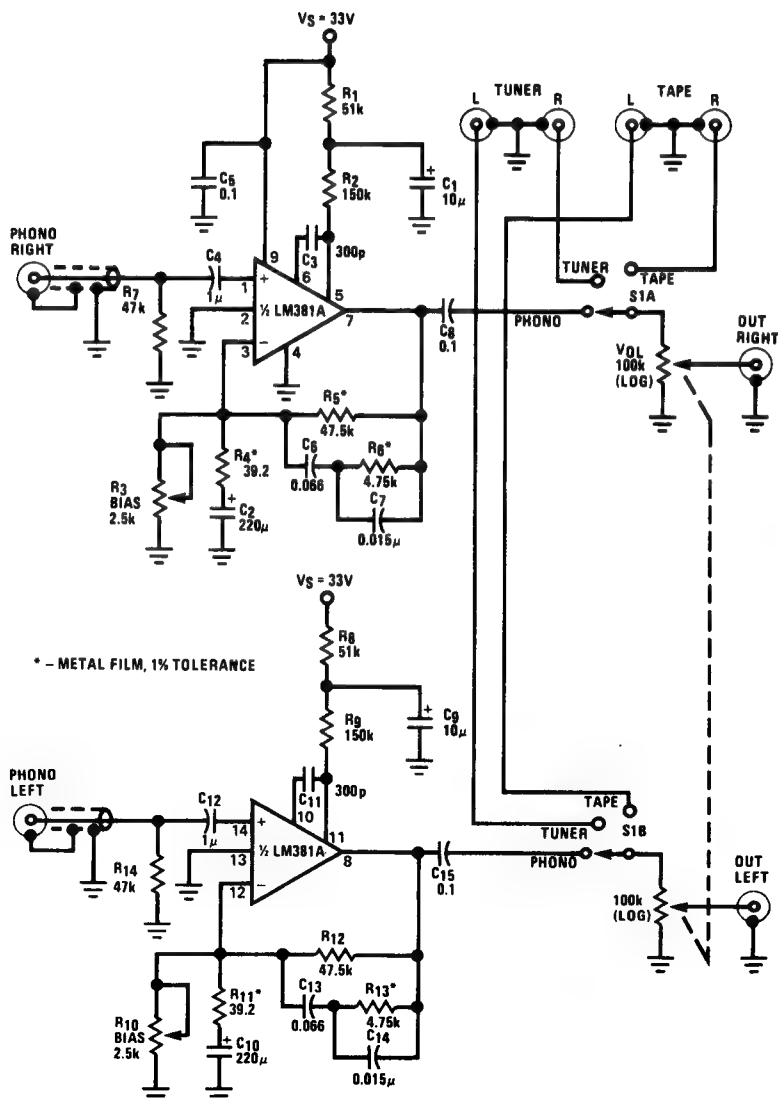 VS = 33V
R1
51k
R2
150k
C1
10μ
C5
0.1
C3
300p
L TUNER R
L TAPE R
PHONO
RIGHT
R7
47k
C4
1μ
9
6
5
+
1
½ LM381A
2
7
–
3
4
C8
0.1
TUNER
TAPE
S1A
PHONO
VOL
100k
(LOG)
OUT
RIGHT
R5*
47.5k
C6
0.066
R6*
4.75k
C7
0.015μ
R4*
39.2
+
C2
220μ
R3
BIAS
2.5k
VS = 33V
R8
51k
* – METAL FILM, 1% TOLERANCE
R9
150k
+
C9
10μ
C11
300p
PHONO
LEFT
R14
47k
C12
1μ
10
11
+
14
½ LM381A
13
8
–
12
C15
0.1
TAPE
TUNER
S1B
PHONO
100k
(LOG)
OUT
LEFT
R12
47.5k
C13
0.066
R13*
4.75k
C14
0.015μ
R11*
39.2
+
C10
220μ
R10
BIAS
2.5k